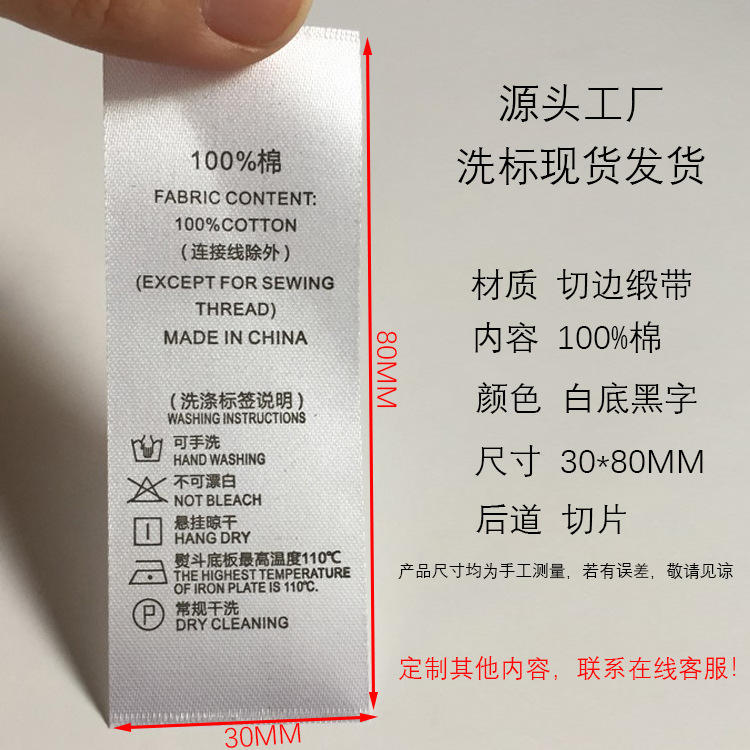 100%棉
FABRIC CONTENT:
100%COTTON
（连接线除外）
(EXCEPT FOR SEWING
THREAD)
MADE IN CHINA
（洗涤标签说明）
WASHING INSTRUCTIONS
可手洗
HAND WASHING
不可漂白
NOT BLEACH
悬挂晾干
HANG DRY
熨斗底板最高温度110℃
THE HIGHEST TEMPERATURE
OF IRON PLATE IS 110℃.
P
常规干洗
DRY CLEANING
80MM
30MM
源头工厂
洗标现货发货
材质 切边缎带
内容 100%棉
颜色 白底黑字
尺寸 30*80MM
后道 切片
产品尺寸均为手工测量，若有误差，敬请见谅
定制其他内容，联系在线客服！